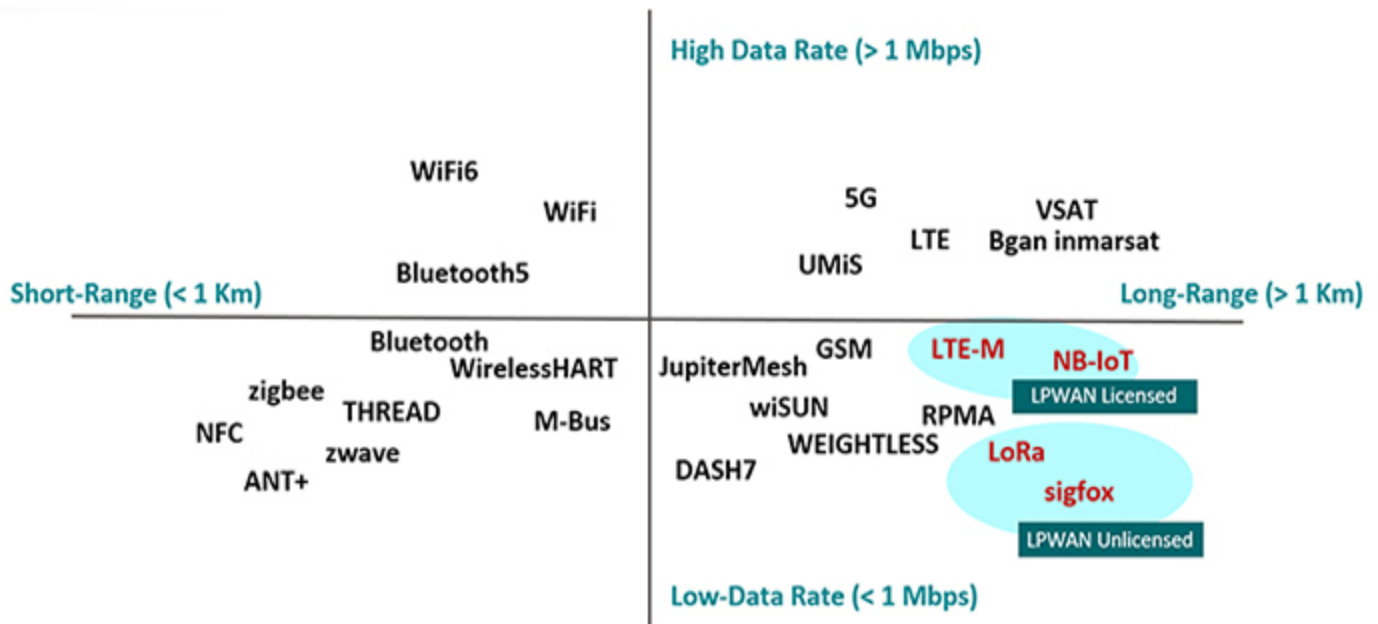 High Data Rate (> 1 Mbps)
WiFi6
WiFi
5G
VSAT
LTE
Bgan inmarsat
UMiS
Bluetooth5
Short-Range (< 1 Km)
Long-Range (> 1 Km)
Bluetooth
WirelessHART
JupiterMesh
GSM
LTE-M
NB-IoT
LPWAN Licensed
zigbee
THREAD
M-Bus
wiSUN
RPMA
NFC
zwave
WEIGHTLESS
LoRa
ANT+
DASH7
sigfox
LPWAN Unlicensed
Low-Data Rate (< 1 Mbps)